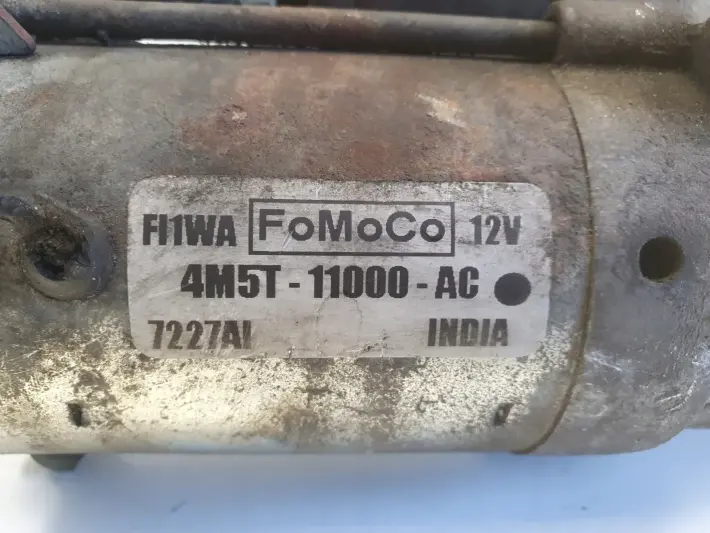 FI1WA FoMoCo 12V
4M5T - 11000 - AC
7227AI INDIA